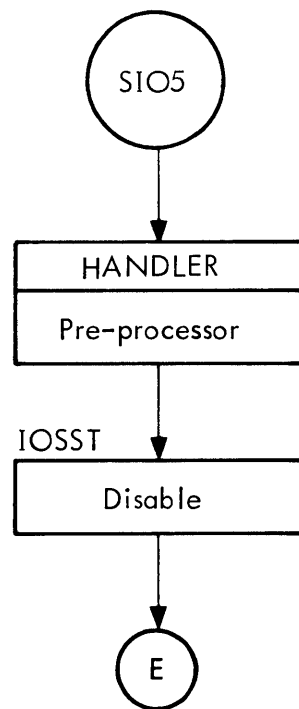 SIO5
HANDLER
Pre-processor
IOSST
Disable
E